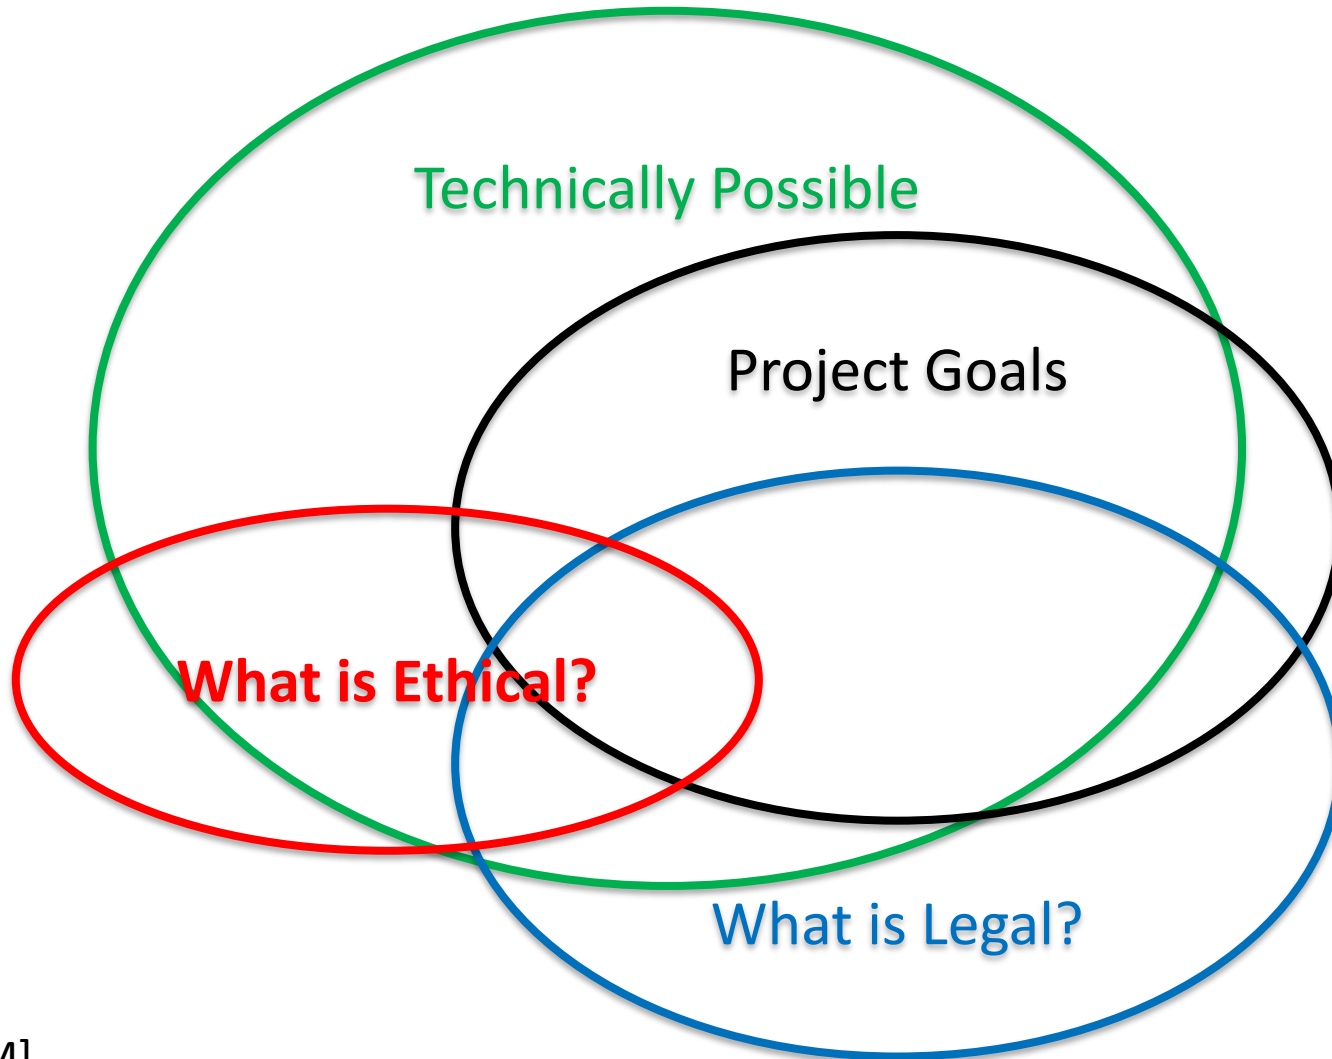 Technically Possible
Project Goals
What is Ethical?
What is Legal?